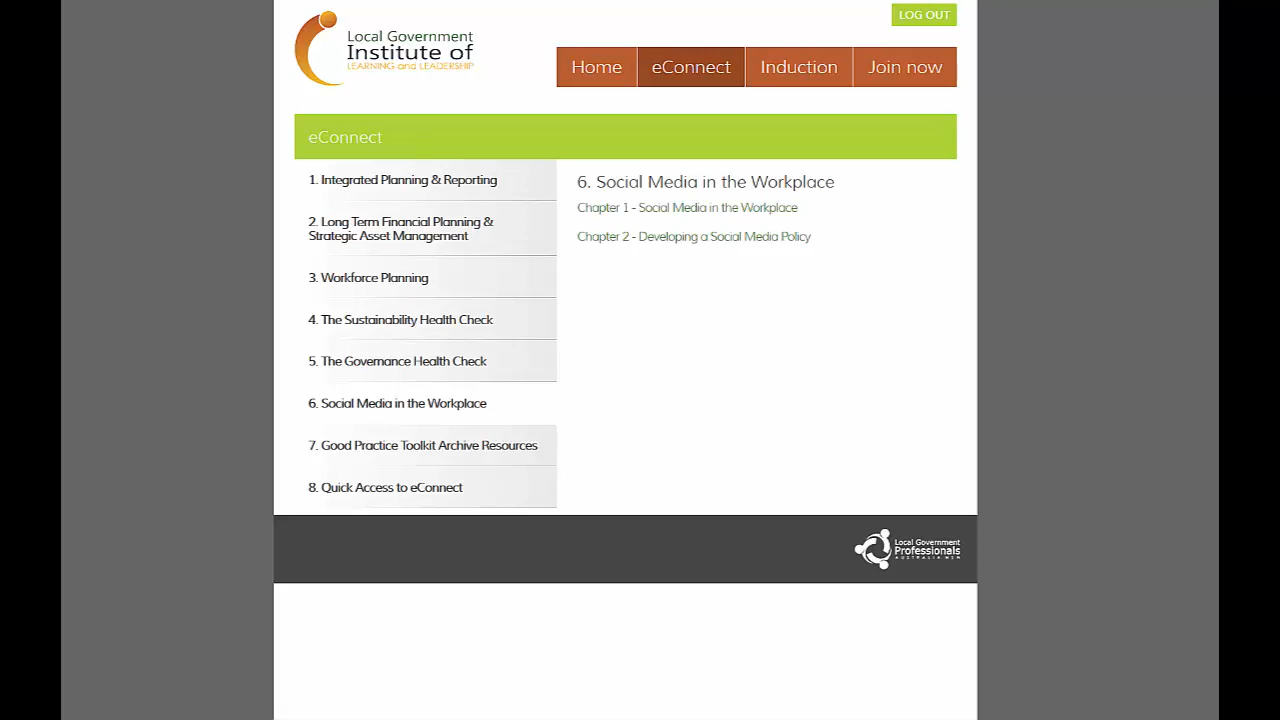 LOG OUT
Local Government
Institute of
LEARNING and LEADERSHIP
Home eConnect Induction Join now
eConnect
1. Integrated Planning & Reporting
2. Long Term Financial Planning &
Strategic Asset Management
3. Workforce Planning
4. The Sustainability Health Check
5. The Governance Health Check
6. Social Media in the Workplace
7. Good Practice Toolkit Archive Resources
8. Quick Access to eConnect
6. Social Media in the Workplace
Chapter 1 - Social Media in the Workplace
Chapter 2 - Developing a Social Media Policy
Local Government
Professionals
AUSTRALIA NSW